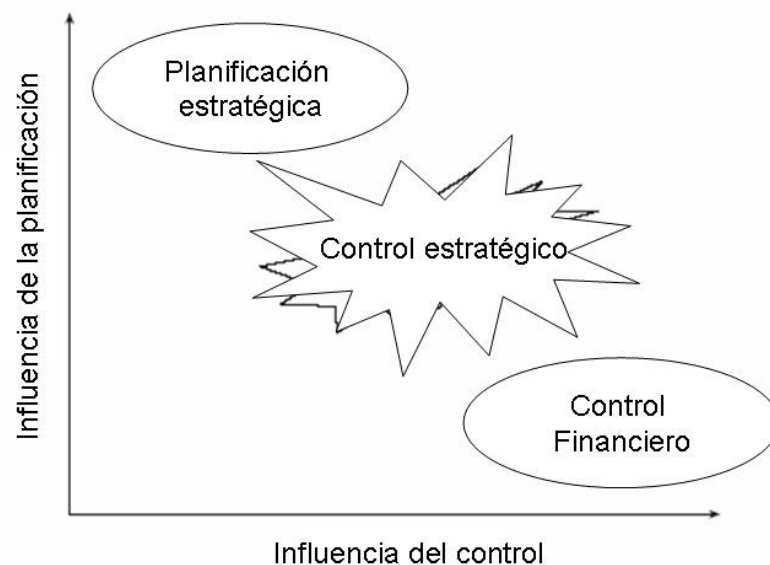 Influencia de la planificación
Planificación
estratégica
Control estratégico
Control
Financiero
Influencia del control